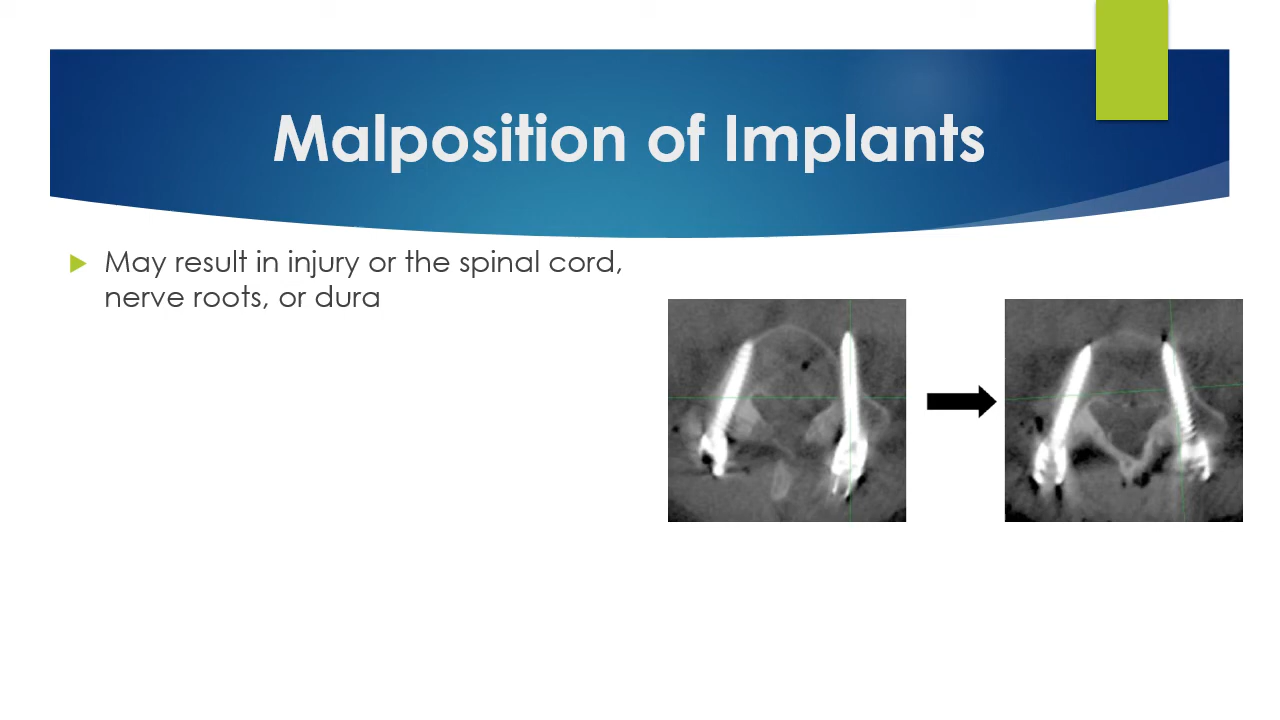 Malposition of Implants
May result in injury or the spinal cord,
nerve roots, or dura